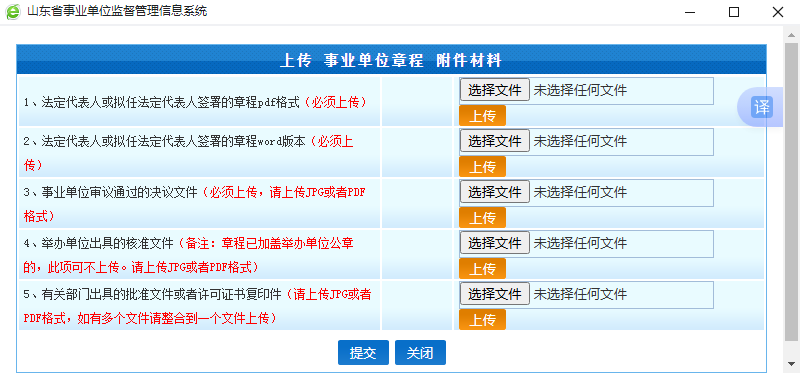 山东省事业单位监督管理信息系统
上传 事业单位章程 附件材料
1、法定代表人或拟任法定代表人签署的章程pdf格式（必须上传）
选择文件 未选择任何文件
上传
2、法定代表人或拟任法定代表人签署的章程word版本（必须上
传）
选择文件 未选择任何文件
上传
3、事业单位审议通过的决议文件（必须上传，请上传JPG或者PDF
格式）
选择文件 未选择任何文件
上传
4、举办单位出具的核准文件（备注：章程已加盖举办单位公章
的，此项可不上传。请上传JPG或者PDF格式）
选择文件 未选择任何文件
上传
5、有关部门出具的批准文件或者许可证书复印件（请上传JPG或者
PDF格式，如有多个文件请整合到一个文件上传）
选择文件 未选择任何文件
上传
译
提交 关闭